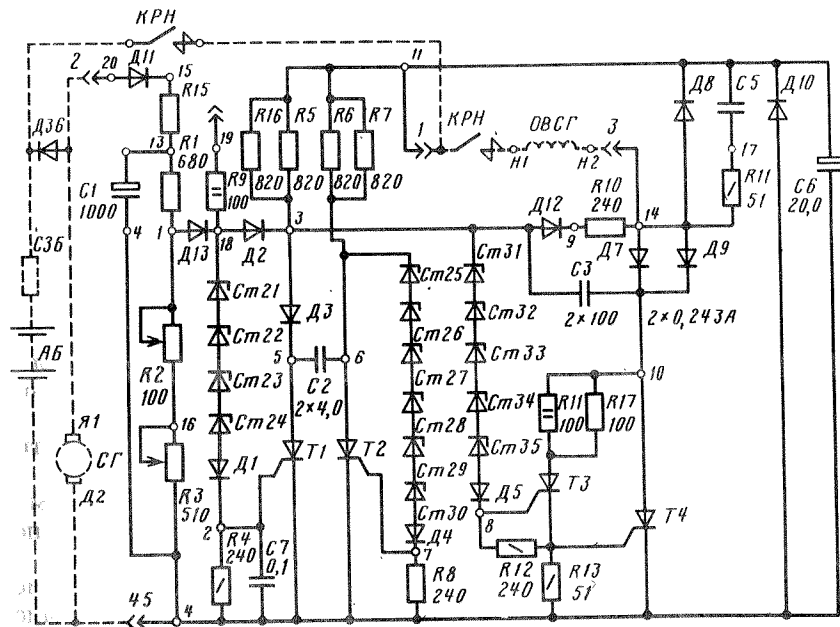 КРН
11
2
20
Д11
15
R15
Д36
13
R1
680
19
R16
R5
R6
R7
1
КРН
ОВСГ
3
Н1
Н2
Д8
С5
Д10
17
С1
1000
4
R9
100
820
820
820
820
R10
240
14
R11
51
С6
20,0
1
Д13
18
Д2
3
Д12
9
Д7
Д9
СЗБ
Ст21
Д3
Ст25
Ст31
С3
2×100
2×0,243А
Ст22
Ст26
Ст32
АБ
R2
100
Ст23
5
С2
2×4,0
6
Ст27
Ст33
10
16
Ст24
Ст28
Ст34
R11
100
R17
100
Я1
СГ
Д2
R3
510
Д1
Т1
Т2
Ст29
Ст35
Т3
Ст30
Д5
2
R4
240
С7
0,1
Д4
7
8
Т4
R8
240
R12
240
R13
51
45
4